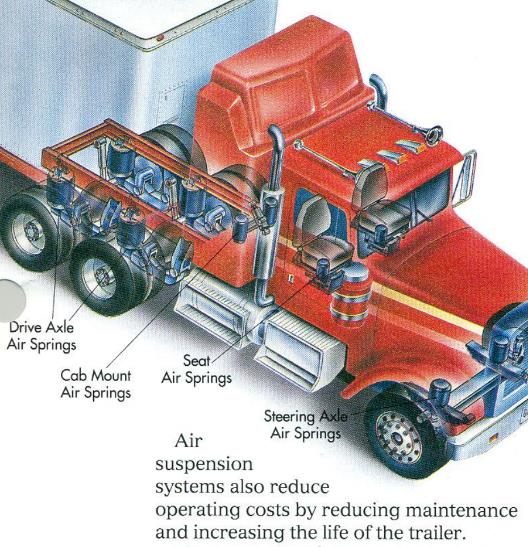 Drive Axle
Air Springs
Cab Mount
Air Springs
Seat
Air Springs
Steering Axle
Air Springs
Air
suspension
systems also reduce
operating costs by reducing maintenance
and increasing the life of the trailer.